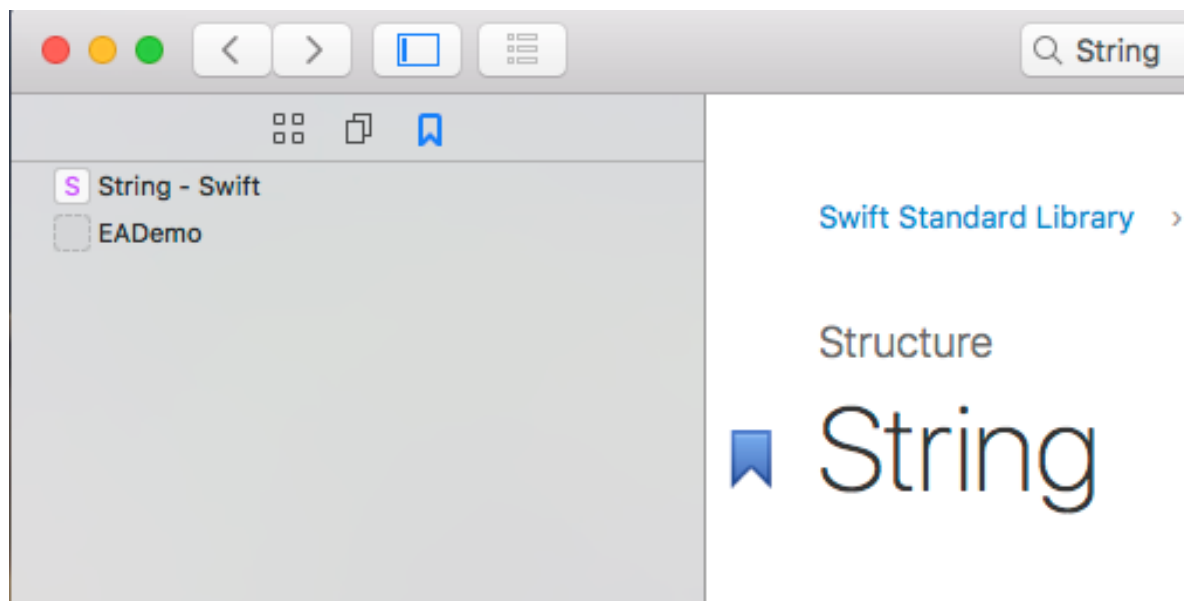 String
S String - Swift
EADemo
Swift Standard Library >
Structure
String